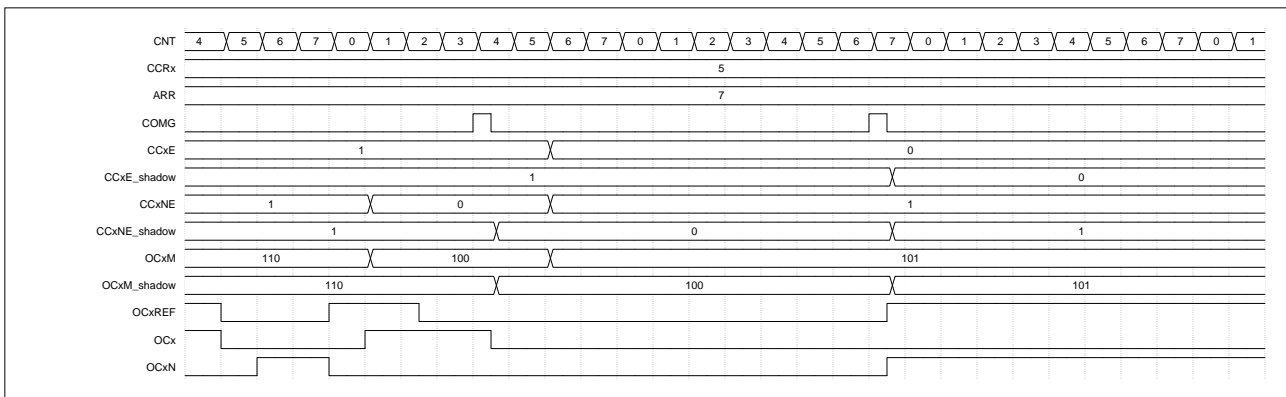 CNT 4 5 6 7 0 1 2 3 4 5 6 7 0 1 2 3 4 5 6 7 0 1 2 3 4 5 6 7 0 1
CCRx 5
ARR 7
COMG
CCxE 1 0
CCxE_shadow 1 0
CCxNE 1 0 1
CCxNE_shadow 1 0 1
OCxM 110 100 101
OCxM_shadow 110 100 101
OCxREF
OCx
OCxN